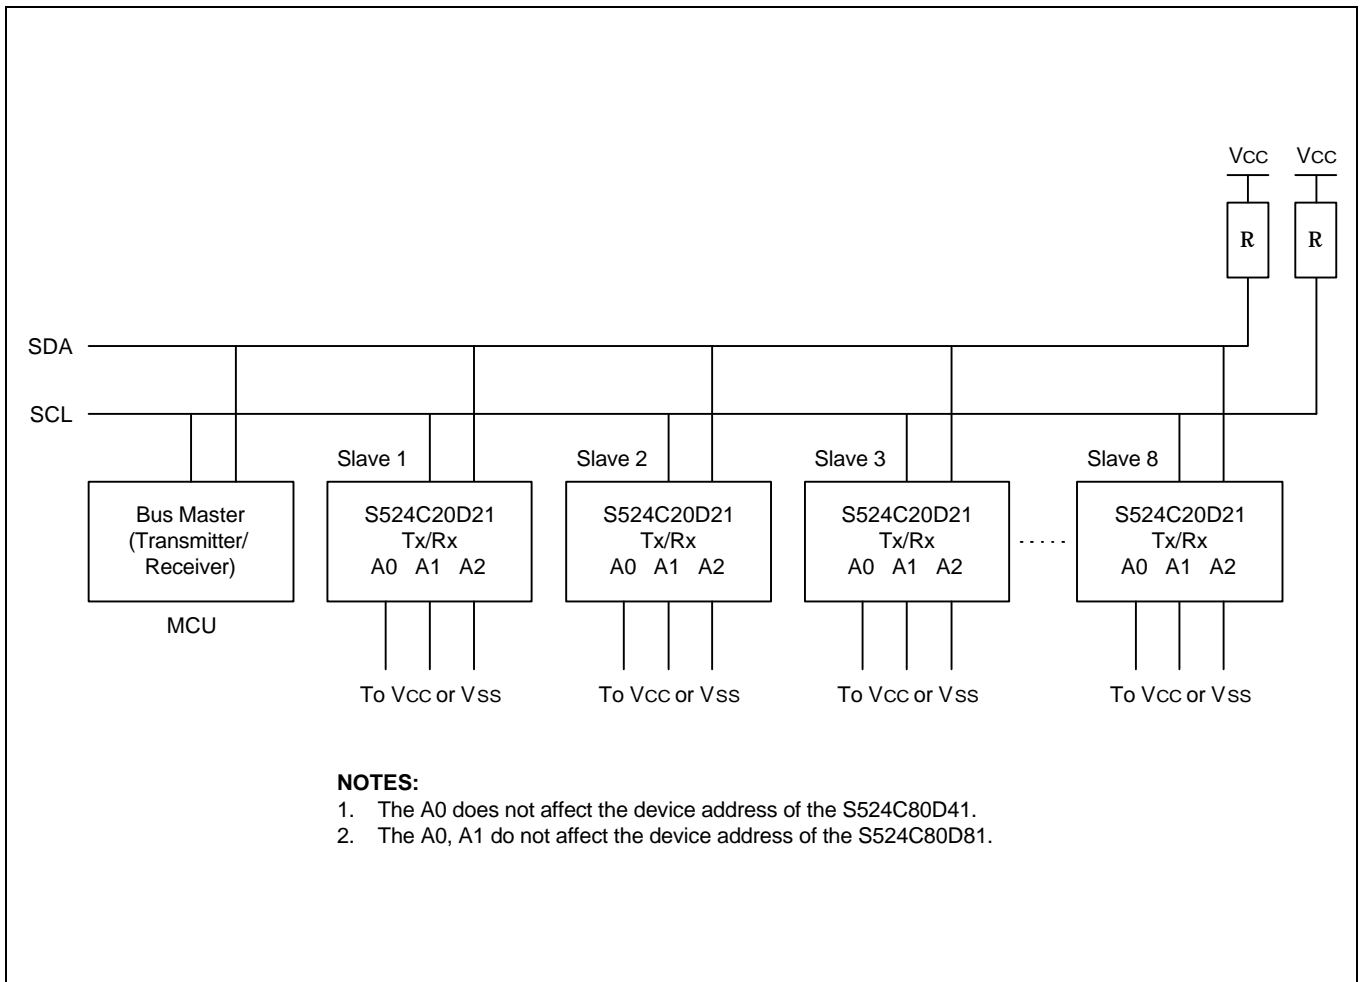 VCC VCC
R R
SDA
SCL
Slave 1 Slave 2 Slave 3 Slave 8
Bus Master
(Transmitter/
Receiver)
MCU
S524C20D21
Tx/Rx
A0 A1 A2
To VCC or VSS
S524C20D21
Tx/Rx
A0 A1 A2
To VCC or VSS
S524C20D21
Tx/Rx
A0 A1 A2
To VCC or VSS
.....
S524C20D21
Tx/Rx
A0 A1 A2
To VCC or VSS
NOTES:
1. The A0 does not affect the device address of the S524C80D41.
2. The A0, A1 do not affect the device address of the S524C80D81.